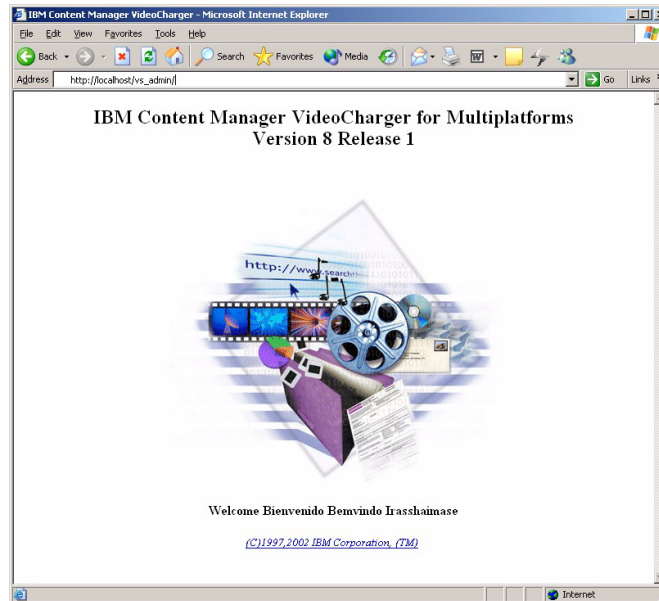 IBM Content Manager VideoCharger - Microsoft Internet Explorer
File Edit View Favorites Tools Help
Back Search Favorites Media
Address http://localhost/vs_admin/ Go Links
IBM Content Manager VideoCharger for Multiplatforms
Version 8 Release 1
http://www.search
Welcome Bienvenido Bemvindo Irasshaimase
(C)1997,2002 IBM Corporation, (TM)
Internet